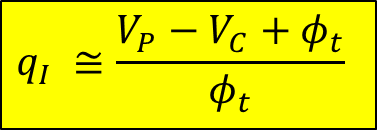 q_I ≅ (V_P − V_C + ϕ_t) / ϕ_t